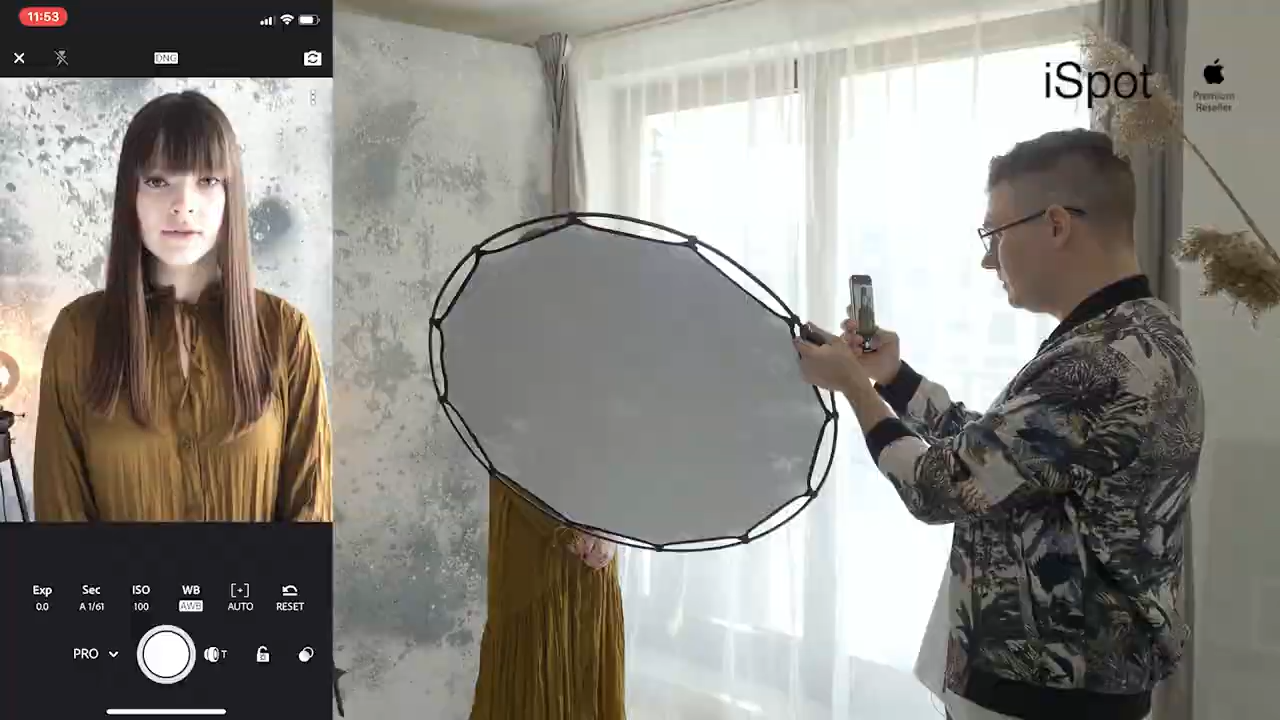 11:53
DNG
Exp
0.0
Sec
A 1/61
ISO
100
WB
AWB
[+]
AUTO
RESET
PRO
T
iSpot
Premium
Reseller